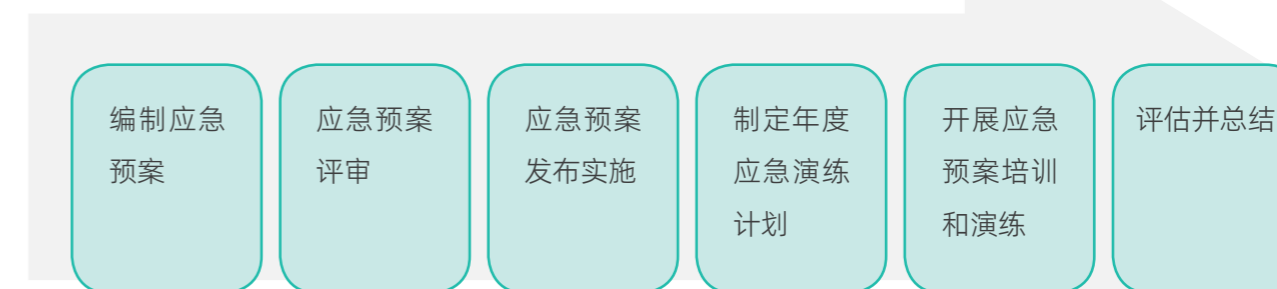 编制应急
预案
应急预案
评审
应急预案
发布实施
制定年度
应急演练
计划
开展应急
预案培训
和演练
评估并总结